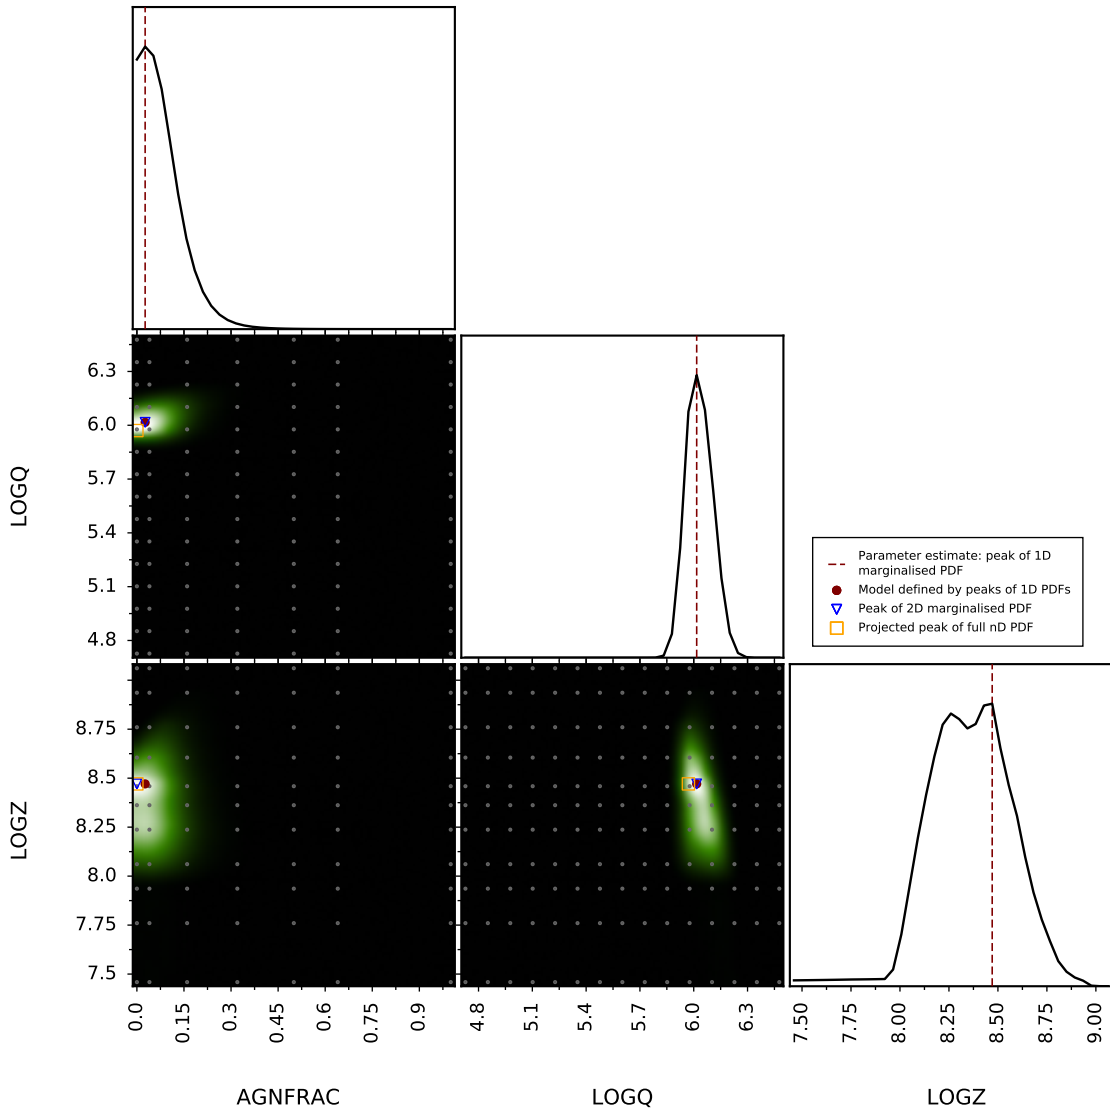 6.3
6.0
5.7
5.4
5.1
4.8
LOGQ
Parameter estimate: peak of 1D
marginalised PDF
Model defined by peaks of 1D PDFs
Peak of 2D marginalised PDF
Projected peak of full nD PDF
8.75
8.5
8.25
8.0
7.75
7.5
LOGZ
0.0 0.15 0.3 0.45 0.6 0.75 0.9
4.8 5.1 5.4 5.7 6.0 6.3
7.50 7.75 8.00 8.25 8.50 8.75 9.00
AGNFRAC
LOGQ
LOGZ